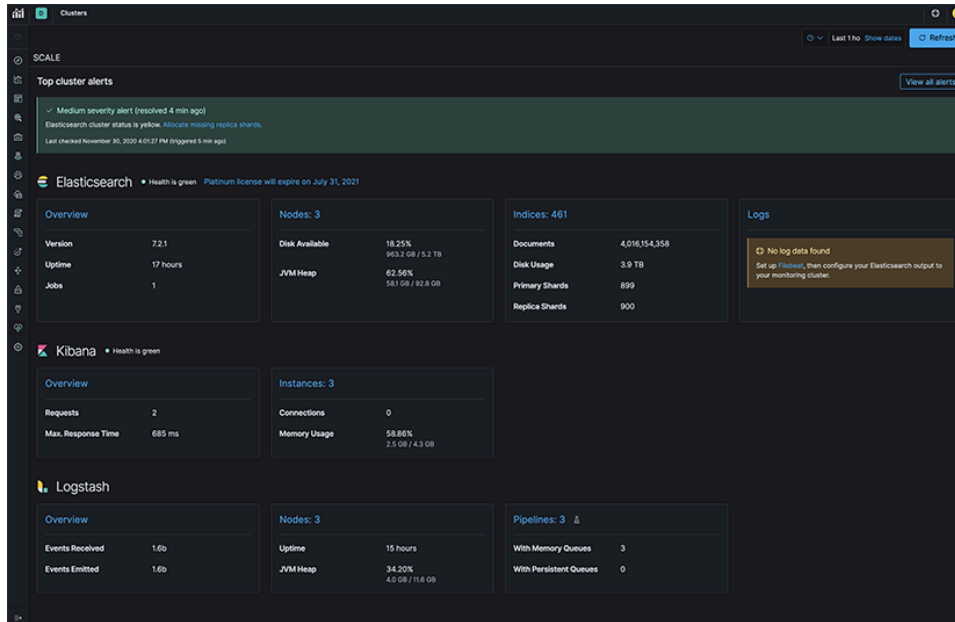 D Clusters
Last 1 ho Show dates Refresh
SCALE
Top cluster alerts
View all alerts
Medium severity alert (resolved 4 min ago)
Elasticsearch cluster status is yellow. Allocate missing replica shards.
Last checked November 30, 2020 4:01:27 PM (triggered 5 min ago)
Elasticsearch Health is green Platinum license will expire on July 31, 2021
Overview
Version 7.2.1
Uptime 17 hours
Jobs 1
Nodes: 3
Disk Available 18.25%
963.2 GB / 5.2 TB
JVM Heap 62.56%
58.1 GB / 92.8 GB
Indices: 461
Documents 4,016,154,358
Disk Usage 3.9 TB
Primary Shards 899
Replica Shards 900
Logs
No log data found
Set up Filebeat, then configure your Elasticsearch output to
your monitoring cluster.
Kibana Health is green
Overview
Requests 2
Max. Response Time 685 ms
Instances: 3
Connections 0
Memory Usage 58.86%
2.5 GB / 4.3 GB
Logstash
Overview
Events Received 1.6b
Events Emitted 1.6b
Nodes: 3
Uptime 15 hours
JVM Heap 34.20%
4.0 GB / 11.6 GB
Pipelines: 3
With Memory Queues 3
With Persistent Queues 0